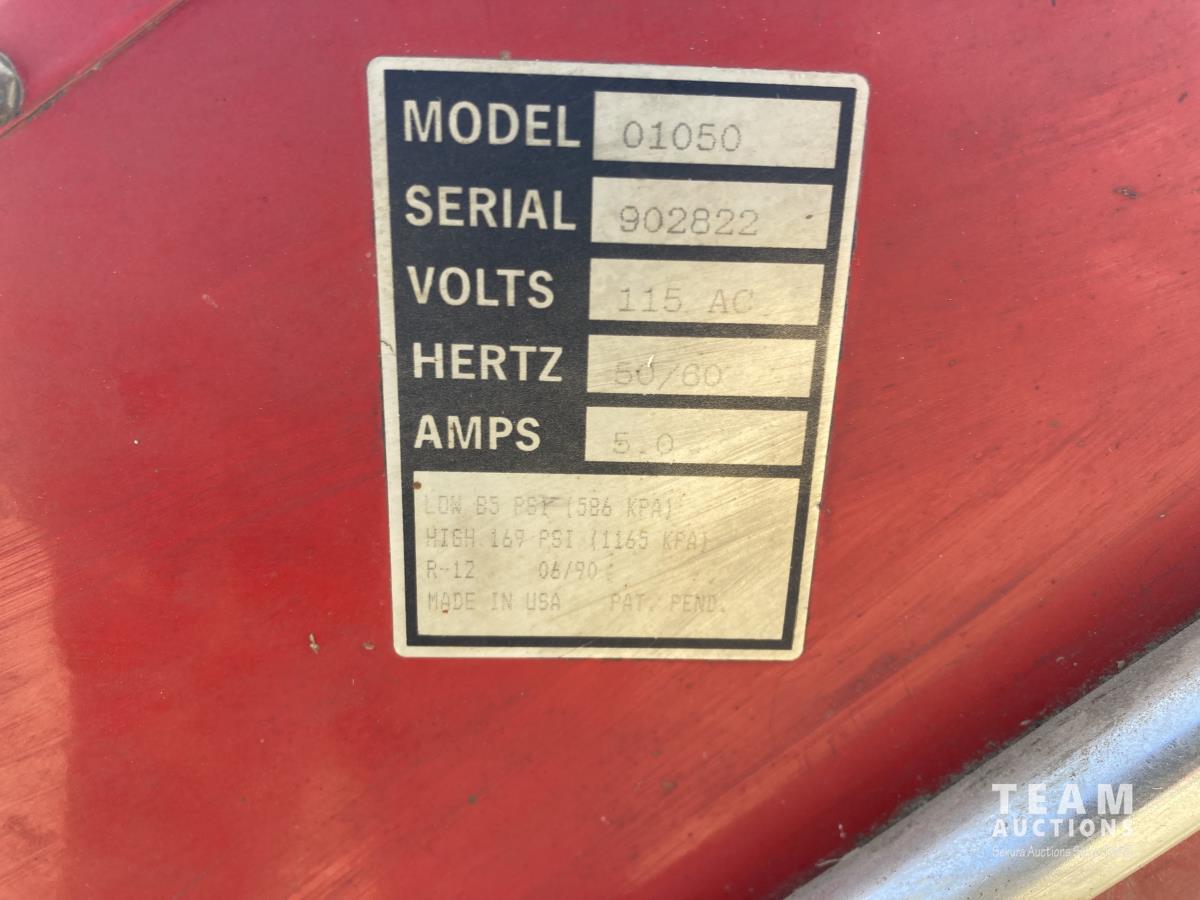 MODEL 01050
SERIAL 902822
VOLTS 115 AC
HERTZ 50/60
AMPS 5.0
LOW 85 PSI (586 KPA)
HIGH 169 PSI (1165 KPA)
R-12 06/90
MADE IN USA PAT. PEND.
TEAM
AUCTIONS
Auctions